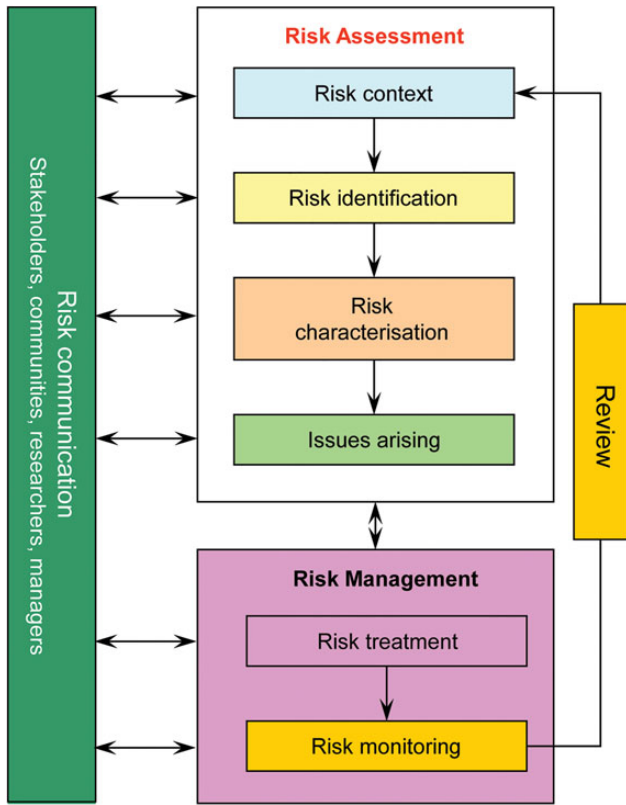 Risk communication
Stakeholders, communities, researchers, managers
Risk Assessment
Risk context
Risk identification
Risk
characterisation
Issues arising
Review
Risk Management
Risk treatment
Risk monitoring